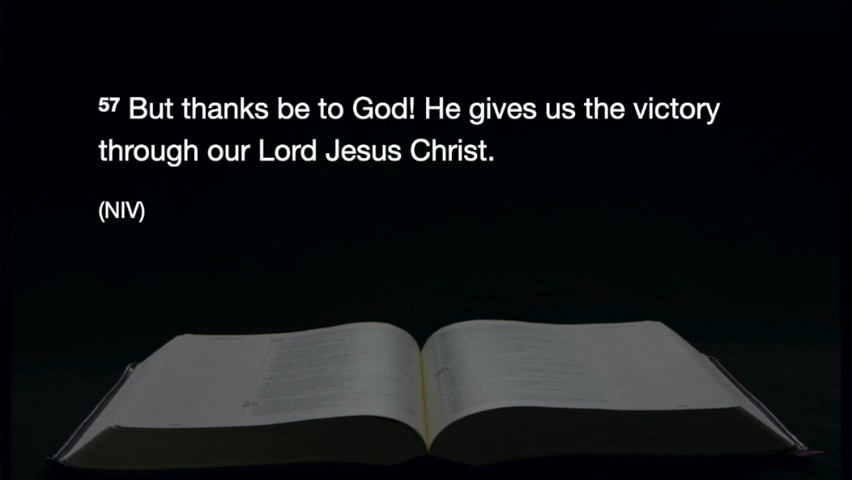 57 But thanks be to God! He gives us the victory
through our Lord Jesus Christ.
(NIV)